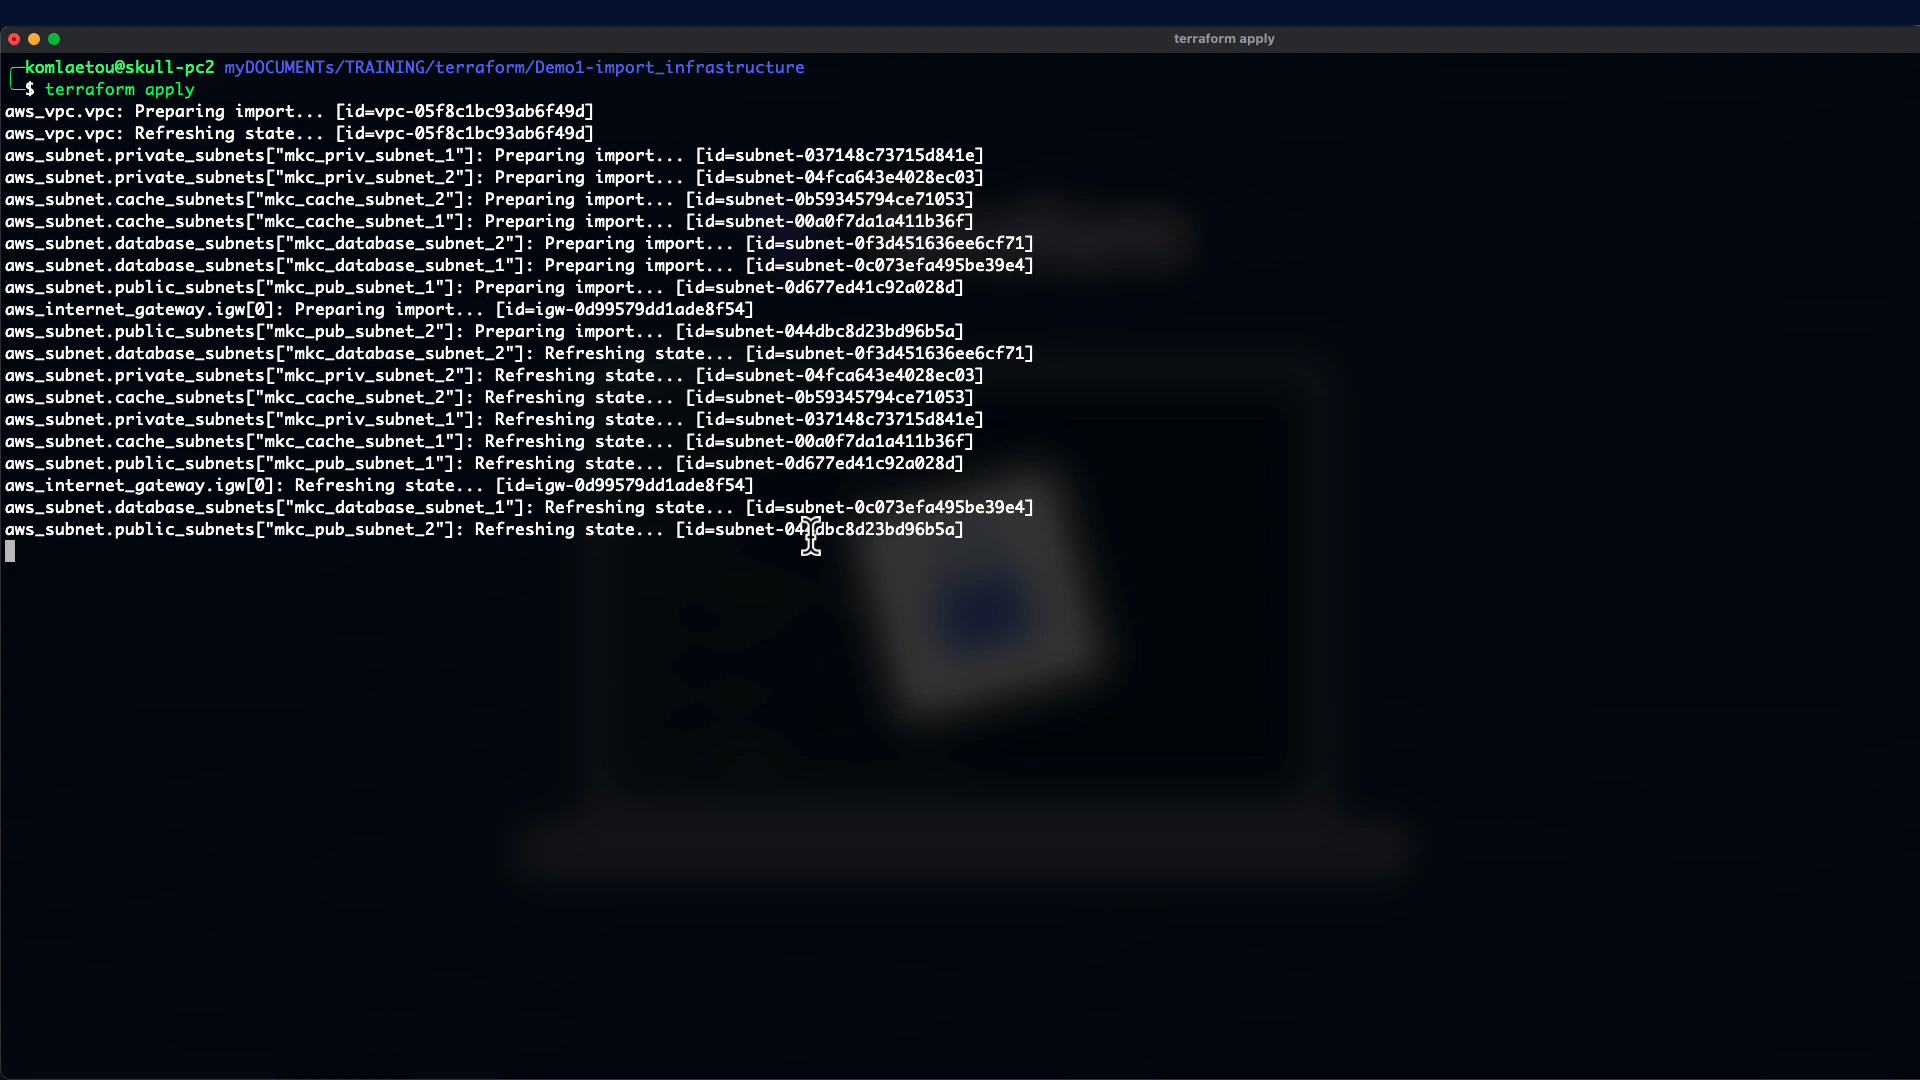 terraform apply
komlaetou@skull-pc2 myDOCUMENTs/TRAINING/terraform/Demo1-import_infrastructure
$ terraform apply
aws_vpc.vpc: Preparing import... [id=vpc-05f8c1bc93ab6f49d]
aws_vpc.vpc: Refreshing state... [id=vpc-05f8c1bc93ab6f49d]
aws_subnet.private_subnets["mkc_priv_subnet_1"]: Preparing import... [id=subnet-037148c73715d841e]
aws_subnet.private_subnets["mkc_priv_subnet_2"]: Preparing import... [id=subnet-04fca643e4028ec03]
aws_subnet.cache_subnets["mkc_cache_subnet_2"]: Preparing import... [id=subnet-0b59345794ce71053]
aws_subnet.cache_subnets["mkc_cache_subnet_1"]: Preparing import... [id=subnet-00a0f7da1a411b36f]
aws_subnet.database_subnets["mkc_database_subnet_2"]: Preparing import... [id=subnet-0f3d451636ee6cf71]
aws_subnet.database_subnets["mkc_database_subnet_1"]: Preparing import... [id=subnet-0c073efa495be39e4]
aws_subnet.public_subnets["mkc_pub_subnet_1"]: Preparing import... [id=subnet-0d677ed41c92a028d]
aws_internet_gateway.igw[0]: Preparing import... [id=igw-0d99579dd1ade8f54]
aws_subnet.public_subnets["mkc_pub_subnet_2"]: Preparing import... [id=subnet-044dbc8d23bd96b5a]
aws_subnet.database_subnets["mkc_database_subnet_2"]: Refreshing state... [id=subnet-0f3d451636ee6cf71]
aws_subnet.private_subnets["mkc_priv_subnet_2"]: Refreshing state... [id=subnet-04fca643e4028ec03]
aws_subnet.cache_subnets["mkc_cache_subnet_2"]: Refreshing state... [id=subnet-0b59345794ce71053]
aws_subnet.private_subnets["mkc_priv_subnet_1"]: Refreshing state... [id=subnet-037148c73715d841e]
aws_subnet.cache_subnets["mkc_cache_subnet_1"]: Refreshing state... [id=subnet-00a0f7da1a411b36f]
aws_subnet.public_subnets["mkc_pub_subnet_1"]: Refreshing state... [id=subnet-0d677ed41c92a028d]
aws_internet_gateway.igw[0]: Refreshing state... [id=igw-0d99579dd1ade8f54]
aws_subnet.database_subnets["mkc_database_subnet_1"]: Refreshing state... [id=subnet-0c073efa495be39e4]
aws_subnet.public_subnets["mkc_pub_subnet_2"]: Refreshing state... [id=subnet-044dbc8d23bd96b5a]